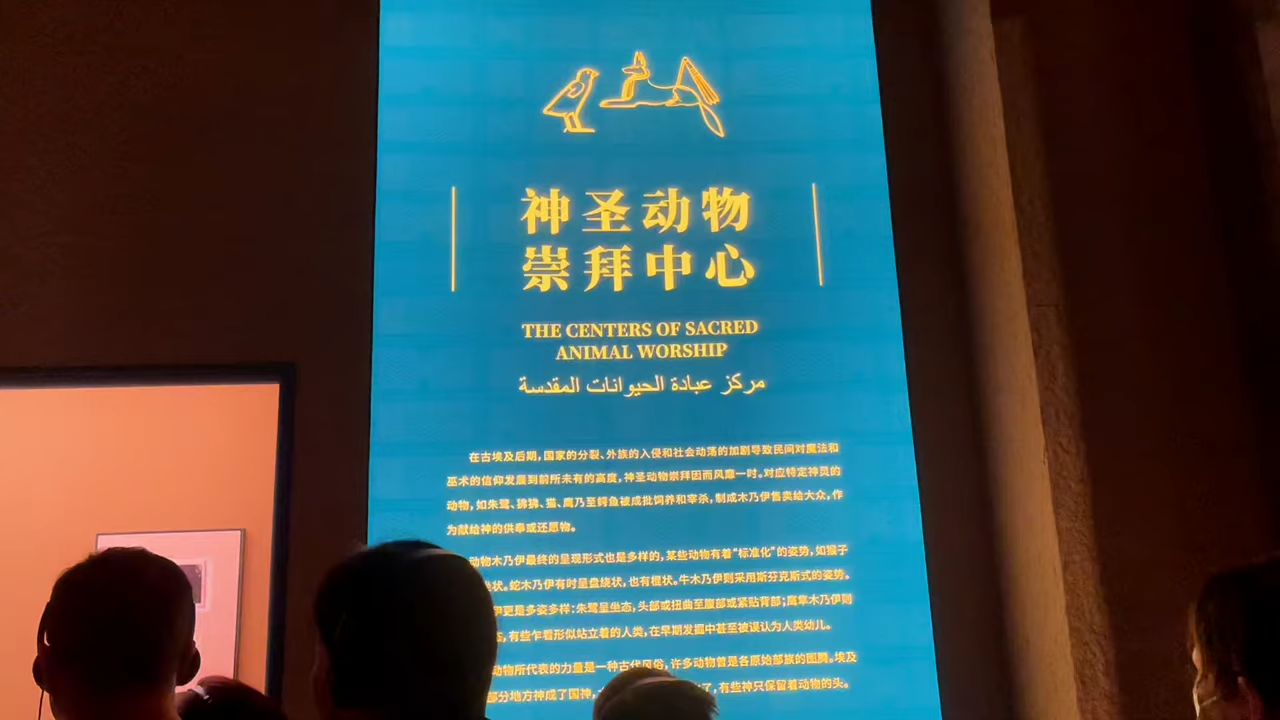 神圣动物
崇拜中心
THE CENTERS OF SACRED
ANIMAL WORSHIP
مركز عبادة الحيوانات المقدسة
在古埃及后期，国家的分裂、外族的入侵和社会动荡的加剧导致民间对魔法和
巫术的信仰发展到前所未有的高度，神圣动物崇拜因而风靡一时。对应特定神灵的
动物，如朱鹭、狒狒、猫、鹰乃至鳄鱼被成批饲养和宰杀，制成木乃伊售卖给大众，作
为献给神的供奉或还愿物。
动物木乃伊最终的呈现形式也是多样的，某些动物有着“标准化”的姿势，如猴子
状。蛇木乃伊有时呈盘绕状，也有棍状。牛木乃伊则采用斯芬克斯式的姿势。
更是多姿多样：朱鹭呈坐态，头部或扭曲至腹部或紧贴背部；鹰隼木乃伊则
，有些乍看形似站立着的人类，在早期发掘中甚至被误认为人类幼儿。
动物所代表的力量是一种古代风俗，许多动物曾是各原始部族的图腾。埃及
部分地方神成了国神，
了，有些神只保留着动物的头。